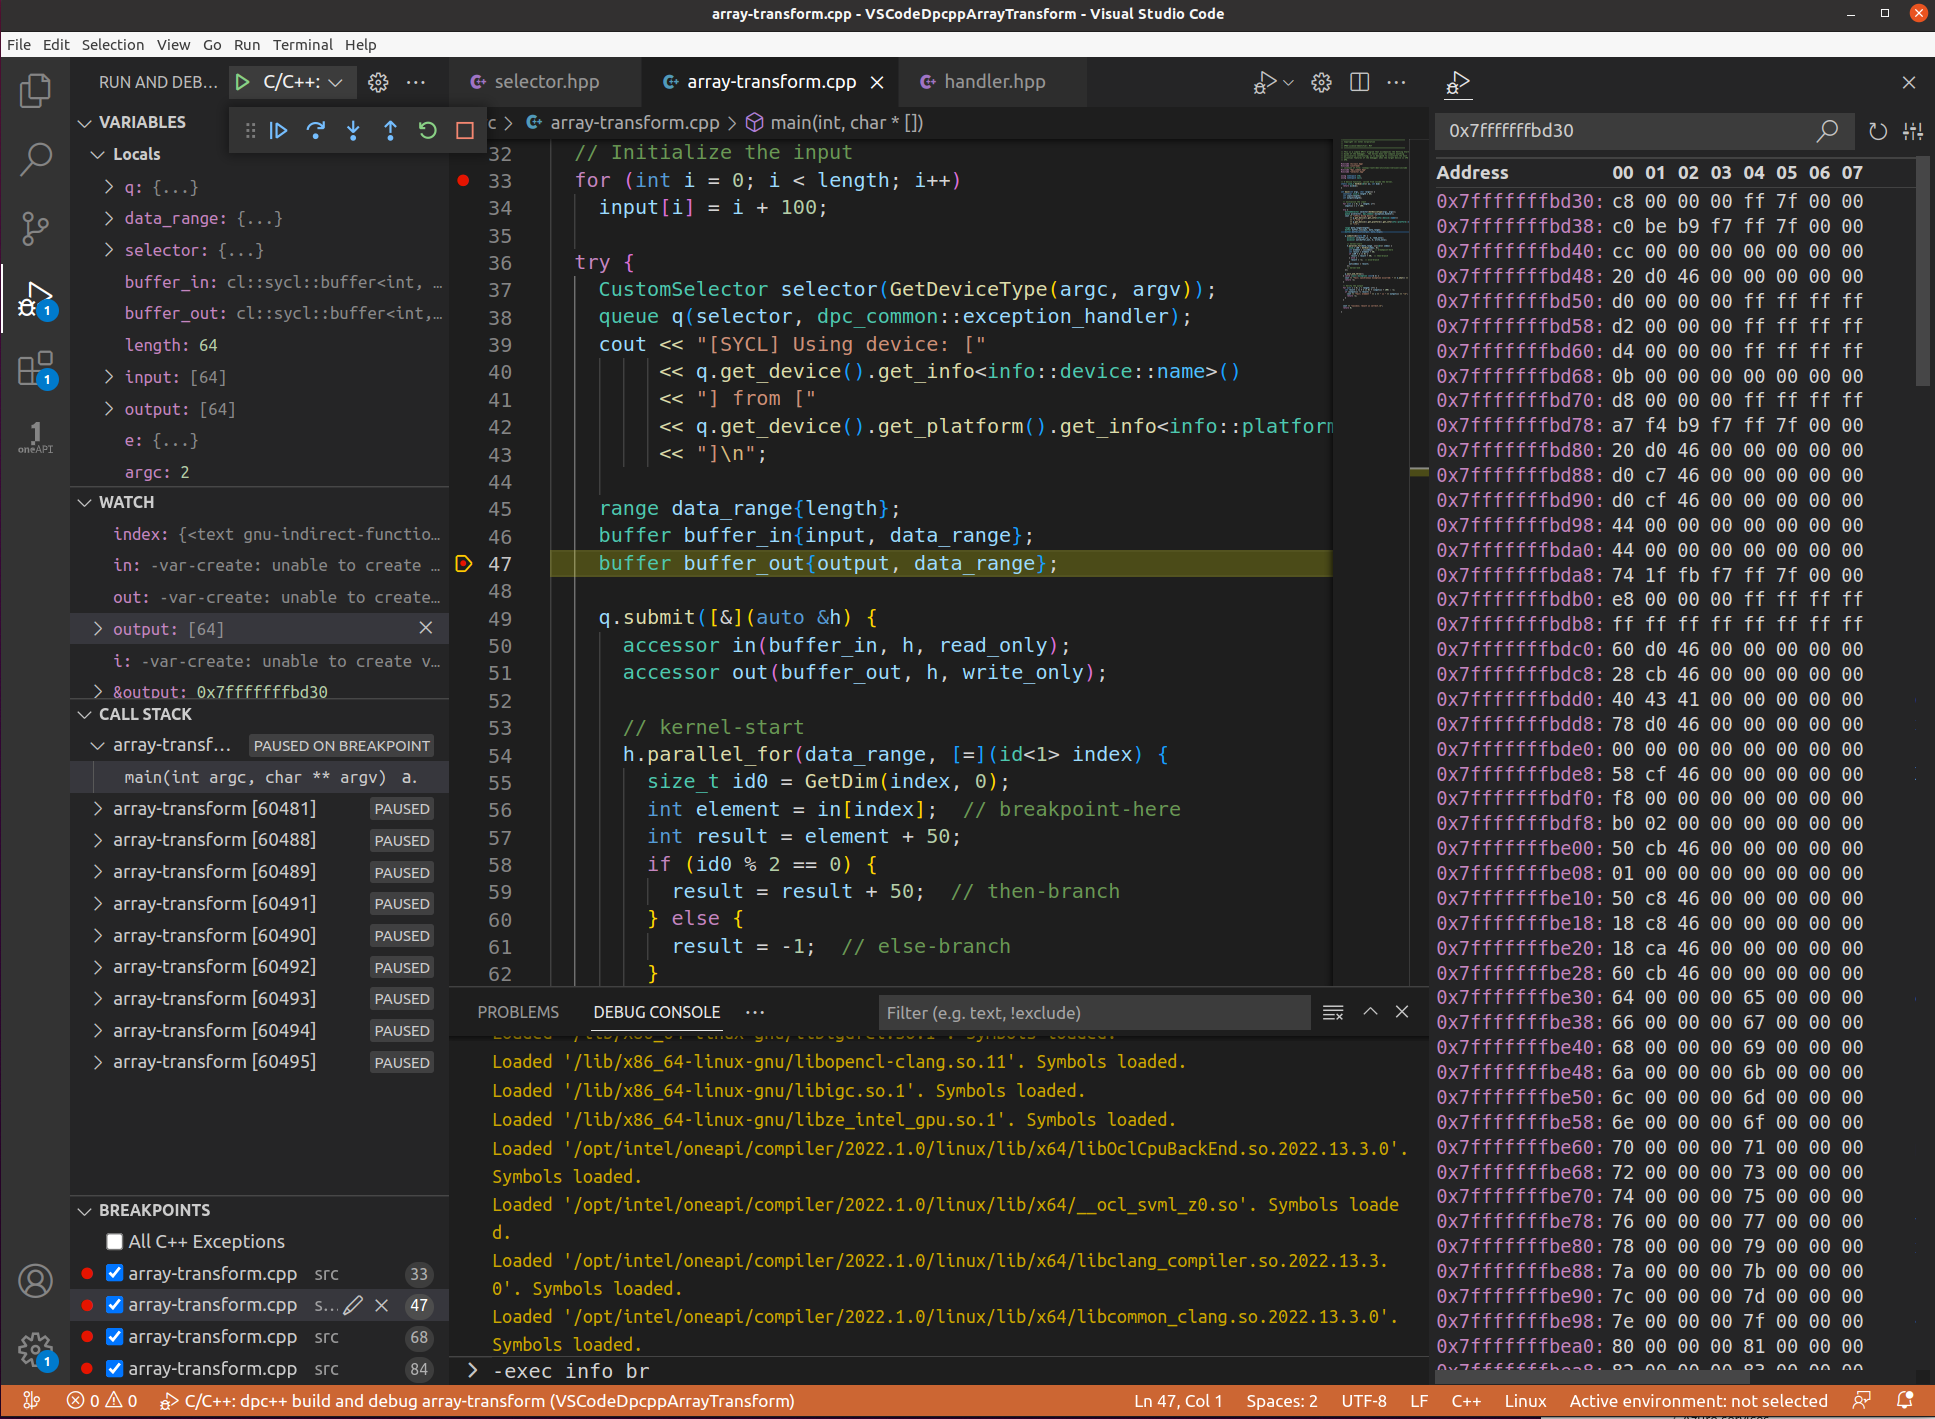 array-transform.cpp - VSCodeDpcppArrayTransform - Visual Studio Code
File Edit Selection View Go Run Terminal Help
RUN AND DEB...
C/C++:
VARIABLES
Locals
q: {...}
data_range: {...}
selector: {...}
buffer_in: cl::sycl::buffer<int, ...
buffer_out: cl::sycl::buffer<int,...
length: 64
input: [64]
output: [64]
e: {...}
argc: 2
WATCH
index: {<text gnu-indirect-functio...
in: -var-create: unable to create ...
out: -var-create: unable to create...
output: [64]
i: -var-create: unable to create v...
&output: 0x7fffffffbd30
CALL STACK
array-transf... PAUSED ON BREAKPOINT
main(int argc, char ** argv) a.
array-transform [60481] PAUSED
array-transform [60488] PAUSED
array-transform [60489] PAUSED
array-transform [60491] PAUSED
array-transform [60490] PAUSED
array-transform [60492] PAUSED
array-transform [60493] PAUSED
array-transform [60494] PAUSED
array-transform [60495] PAUSED
BREAKPOINTS
All C++ Exceptions
array-transform.cpp src 33
array-transform.cpp s... 47
array-transform.cpp src 68
array-transform.cpp src 84
1
1
1
oneAPI
1
selector.hpp
array-transform.cpp
handler.hpp
c > array-transform.cpp > main(int, char * [])
32 // Initialize the input
33 for (int i = 0; i < length; i++)
34 input[i] = i + 100;
35
36 try {
37 CustomSelector selector(GetDeviceType(argc, argv));
38 queue q(selector, dpc_common::exception_handler);
39 cout << "[SYCL] Using device: ["
40 << q.get_device().get_info<info::device::name>()
41 << "] from ["
42 << q.get_device().get_platform().get_info<info::platform
43 << "]\n";
44
45 range data_range{length};
46 buffer buffer_in{input, data_range};
47 buffer buffer_out{output, data_range};
48
49 q.submit([&](auto &h) {
50 accessor in(buffer_in, h, read_only);
51 accessor out(buffer_out, h, write_only);
52
53 // kernel-start
54 h.parallel_for(data_range, [=](id<1> index) {
55 size_t id0 = GetDim(index, 0);
56 int element = in[index]; // breakpoint-here
57 int result = element + 50;
58 if (id0 % 2 == 0) {
59 result = result + 50; // then-branch
60 } else {
61 result = -1; // else-branch
62 }
PROBLEMS DEBUG CONSOLE ...
Filter (e.g. text, !exclude)
Loaded '/lib/x86_64-linux-gnu/libopencl-clang.so.11'. Symbols loaded.
Loaded '/lib/x86_64-linux-gnu/libigc.so.1'. Symbols loaded.
Loaded '/lib/x86_64-linux-gnu/libze_intel_gpu.so.1'. Symbols loaded.
Loaded '/opt/intel/oneapi/compiler/2022.1.0/linux/lib/x64/libOclCpuBackEnd.so.2022.13.3.0'.
Symbols loaded.
Loaded '/opt/intel/oneapi/compiler/2022.1.0/linux/lib/x64/__ocl_svml_z0.so'. Symbols loade
d.
Loaded '/opt/intel/oneapi/compiler/2022.1.0/linux/lib/x64/libclang_compiler.so.2022.13.3.
0'. Symbols loaded.
Loaded '/opt/intel/oneapi/compiler/2022.1.0/linux/lib/x64/libcommon_clang.so.2022.13.3.0'.
Symbols loaded.
> -exec info br
0x7fffffffbd30
Address 00 01 02 03 04 05 06 07
0x7fffffffbd30: c8 00 00 00 ff 7f 00 00
0x7fffffffbd38: c0 be b9 f7 ff 7f 00 00
0x7fffffffbd40: cc 00 00 00 00 00 00 00
0x7fffffffbd48: 20 d0 46 00 00 00 00 00
0x7fffffffbd50: d0 00 00 00 ff ff ff ff
0x7fffffffbd58: d2 00 00 00 ff ff ff ff
0x7fffffffbd60: d4 00 00 00 ff ff ff ff
0x7fffffffbd68: 0b 00 00 00 00 00 00 00
0x7fffffffbd70: d8 00 00 00 ff ff ff ff
0x7fffffffbd78: a7 f4 b9 f7 ff 7f 00 00
0x7fffffffbd80: 20 d0 46 00 00 00 00 00
0x7fffffffbd88: d0 c7 46 00 00 00 00 00
0x7fffffffbd90: d0 cf 46 00 00 00 00 00
0x7fffffffbd98: 44 00 00 00 00 00 00 00
0x7fffffffbda0: 44 00 00 00 00 00 00 00
0x7fffffffbda8: 74 1f fb f7 ff 7f 00 00
0x7fffffffbdb0: e8 00 00 00 ff ff ff ff
0x7fffffffbdb8: ff ff ff ff ff ff ff ff
0x7fffffffbdc0: 60 d0 46 00 00 00 00 00
0x7fffffffbdc8: 28 cb 46 00 00 00 00 00
0x7fffffffbdd0: 40 43 41 00 00 00 00 00
0x7fffffffbdd8: 78 d0 46 00 00 00 00 00
0x7fffffffbde0: 00 00 00 00 00 00 00 00
0x7fffffffbde8: 58 cf 46 00 00 00 00 00
0x7fffffffbdf0: f8 00 00 00 00 00 00 00
0x7fffffffbdf8: b0 02 00 00 00 00 00 00
0x7fffffffbe00: 50 cb 46 00 00 00 00 00
0x7fffffffbe08: 01 00 00 00 00 00 00 00
0x7fffffffbe10: 50 c8 46 00 00 00 00 00
0x7fffffffbe18: 18 c8 46 00 00 00 00 00
0x7fffffffbe20: 18 ca 46 00 00 00 00 00
0x7fffffffbe28: 60 cb 46 00 00 00 00 00
0x7fffffffbe30: 64 00 00 00 65 00 00 00
0x7fffffffbe38: 66 00 00 00 67 00 00 00
0x7fffffffbe40: 68 00 00 00 69 00 00 00
0x7fffffffbe48: 6a 00 00 00 6b 00 00 00
0x7fffffffbe50: 6c 00 00 00 6d 00 00 00
0x7fffffffbe58: 6e 00 00 00 6f 00 00 00
0x7fffffffbe60: 70 00 00 00 71 00 00 00
0x7fffffffbe68: 72 00 00 00 73 00 00 00
0x7fffffffbe70: 74 00 00 00 75 00 00 00
0x7fffffffbe78: 76 00 00 00 77 00 00 00
0x7fffffffbe80: 78 00 00 00 79 00 00 00
0x7fffffffbe88: 7a 00 00 00 7b 00 00 00
0x7fffffffbe90: 7c 00 00 00 7d 00 00 00
0x7fffffffbe98: 7e 00 00 00 7f 00 00 00
0x7fffffffbea0: 80 00 00 00 81 00 00 00
0 0 C/C++: dpc++ build and debug array-transform (VSCodeDpcppArrayTransform) Ln 47, Col 1 Spaces: 2 UTF-8 LF C++ Linux Active environment: not selected